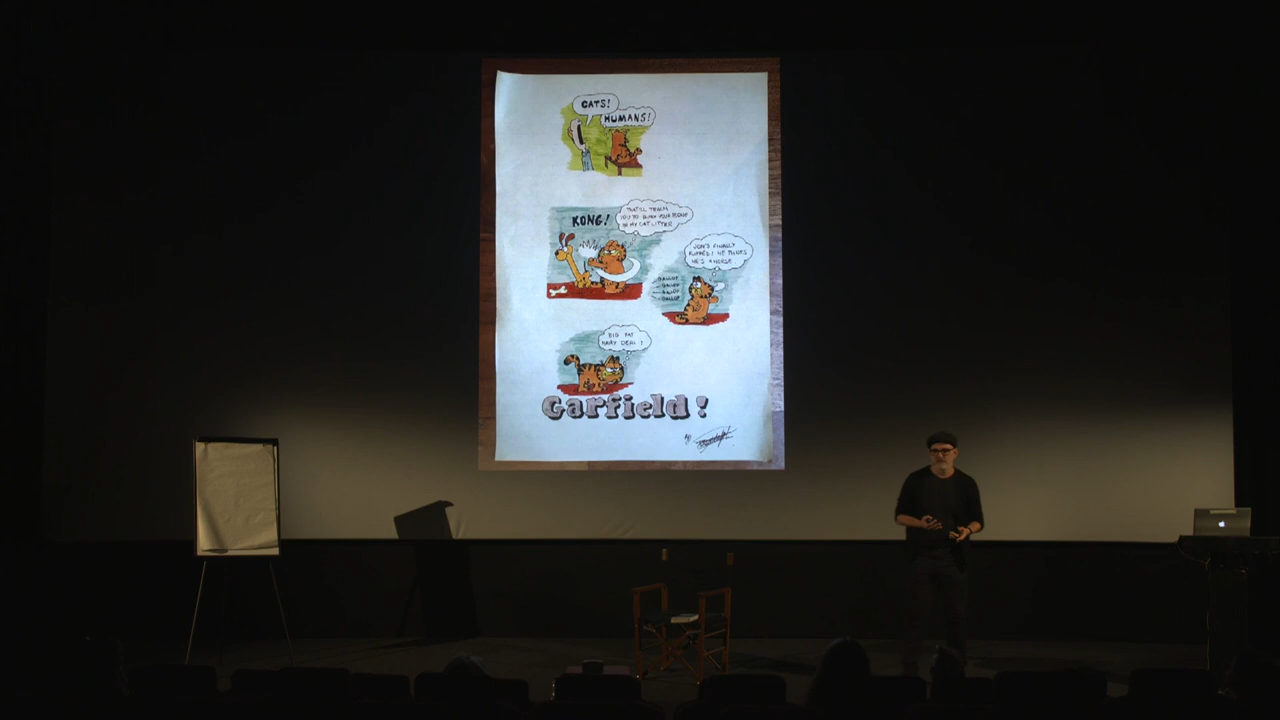 CATS!
HUMANS!
KONG!
THAT'LL TEACH
YOU TO BURY YOUR BONE
IN MY CAT LITTER
JON'S FINALLY
FLIPPED! HE THINKS
HE'S A HORSE
GALLOP
GALLOP
GALLOP
GALLOP
BIG FAT
HAIRY DEAL!
Garfield!